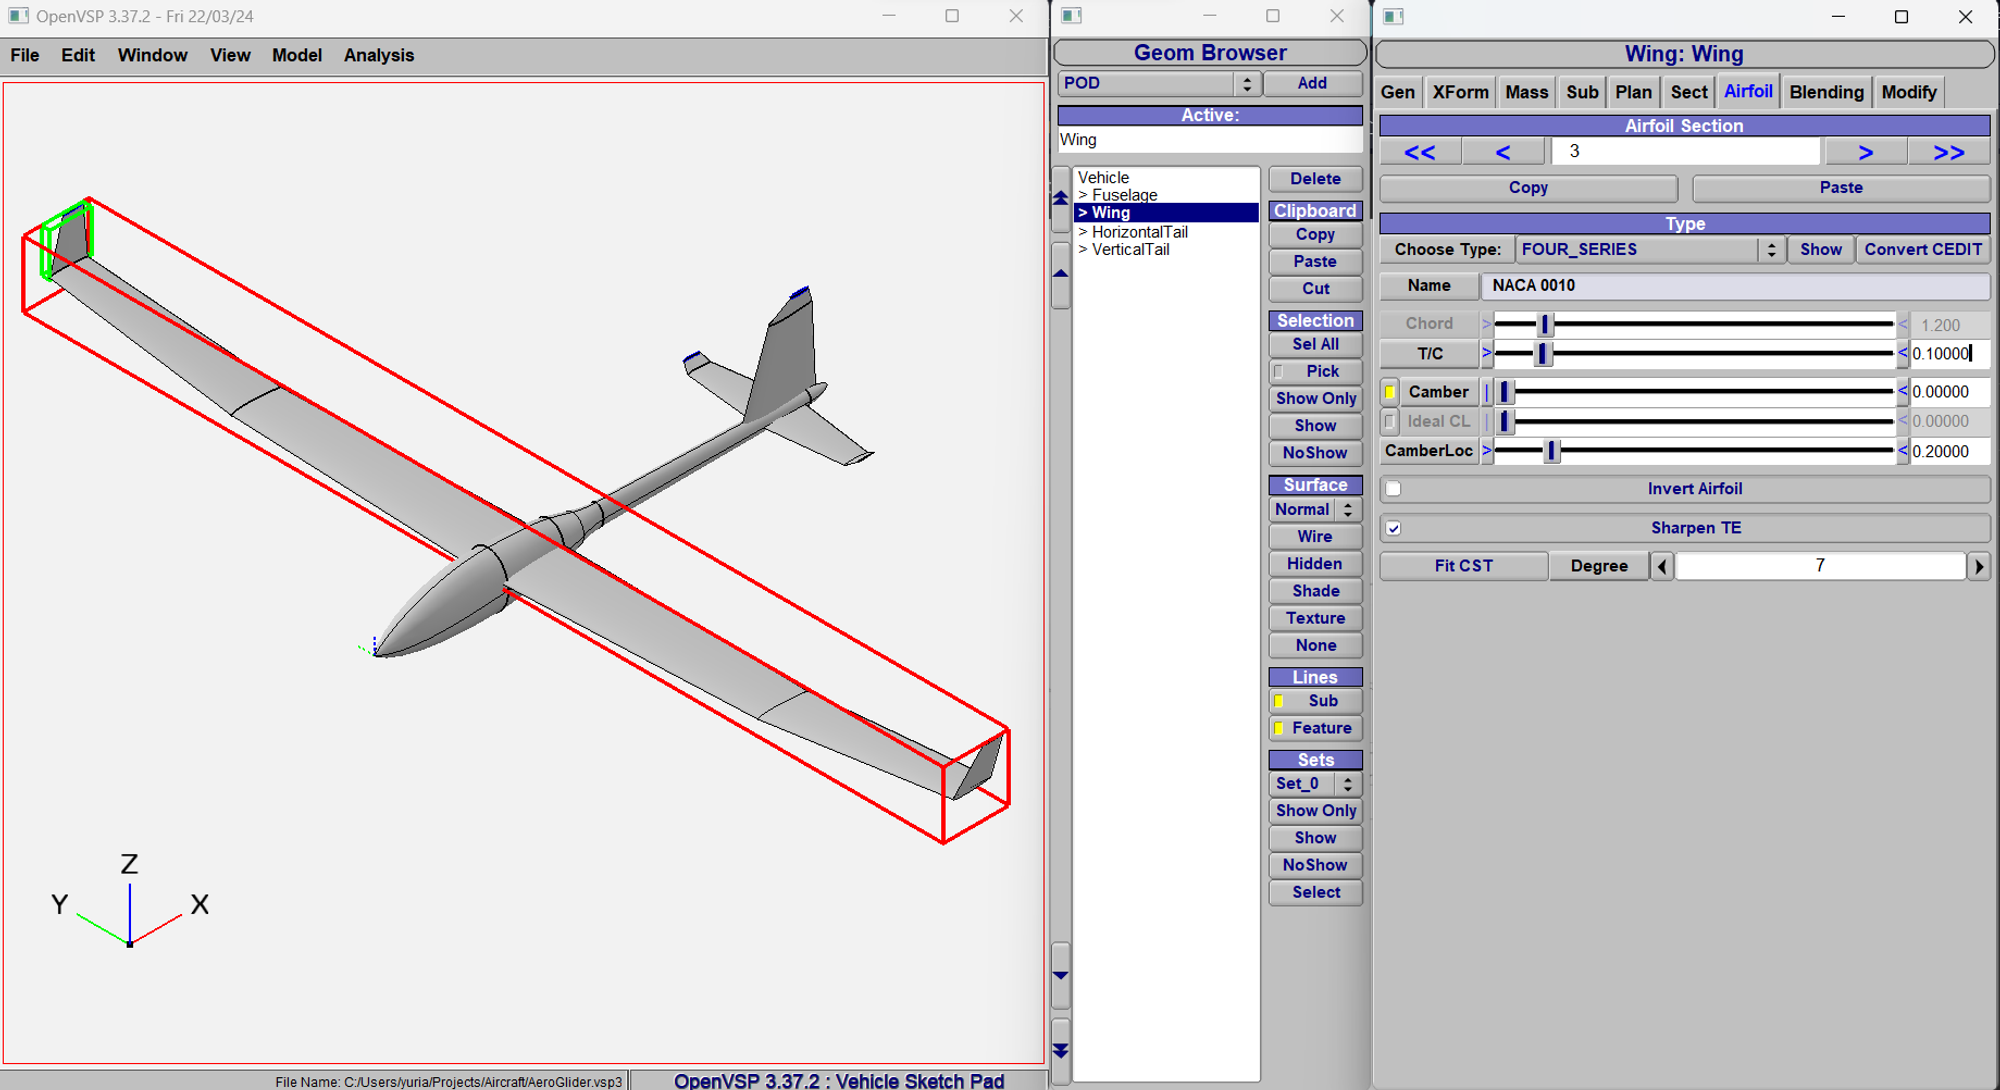 OpenVSP 3.37.2 - Fri 22/03/24
File Edit Window View Model Analysis
Z
Y
X
File Name: C:/Users/yuria/Projects/Aircraft/AeroGlider.vsp3
OpenVSP 3.37.2 : Vehicle Sketch Pad
Geom Browser
POD
Add
Active:
Wing
Vehicle
> Fuselage
> Wing
> HorizontalTail
> VerticalTail
Delete
Clipboard
Copy
Paste
Cut
Selection
Sel All
Pick
Show Only
Show
NoShow
Surface
Normal
Wire
Hidden
Shade
Texture
None
Lines
Sub
Feature
Sets
Set_0
Show Only
Show
NoShow
Select
Wing: Wing
Gen XForm Mass Sub Plan Sect Airfoil Blending Modify
Airfoil Section
<< < 3 > >>
Copy Paste
Type
Choose Type: FOUR_SERIES Show Convert CEDIT
Name NACA 0010
Chord > < 1.200
T/C > < 0.10000
Camber | < 0.00000
Ideal CL | < 0.00000
CamberLoc > < 0.20000
Invert Airfoil
Sharpen TE
Fit CST Degree 7